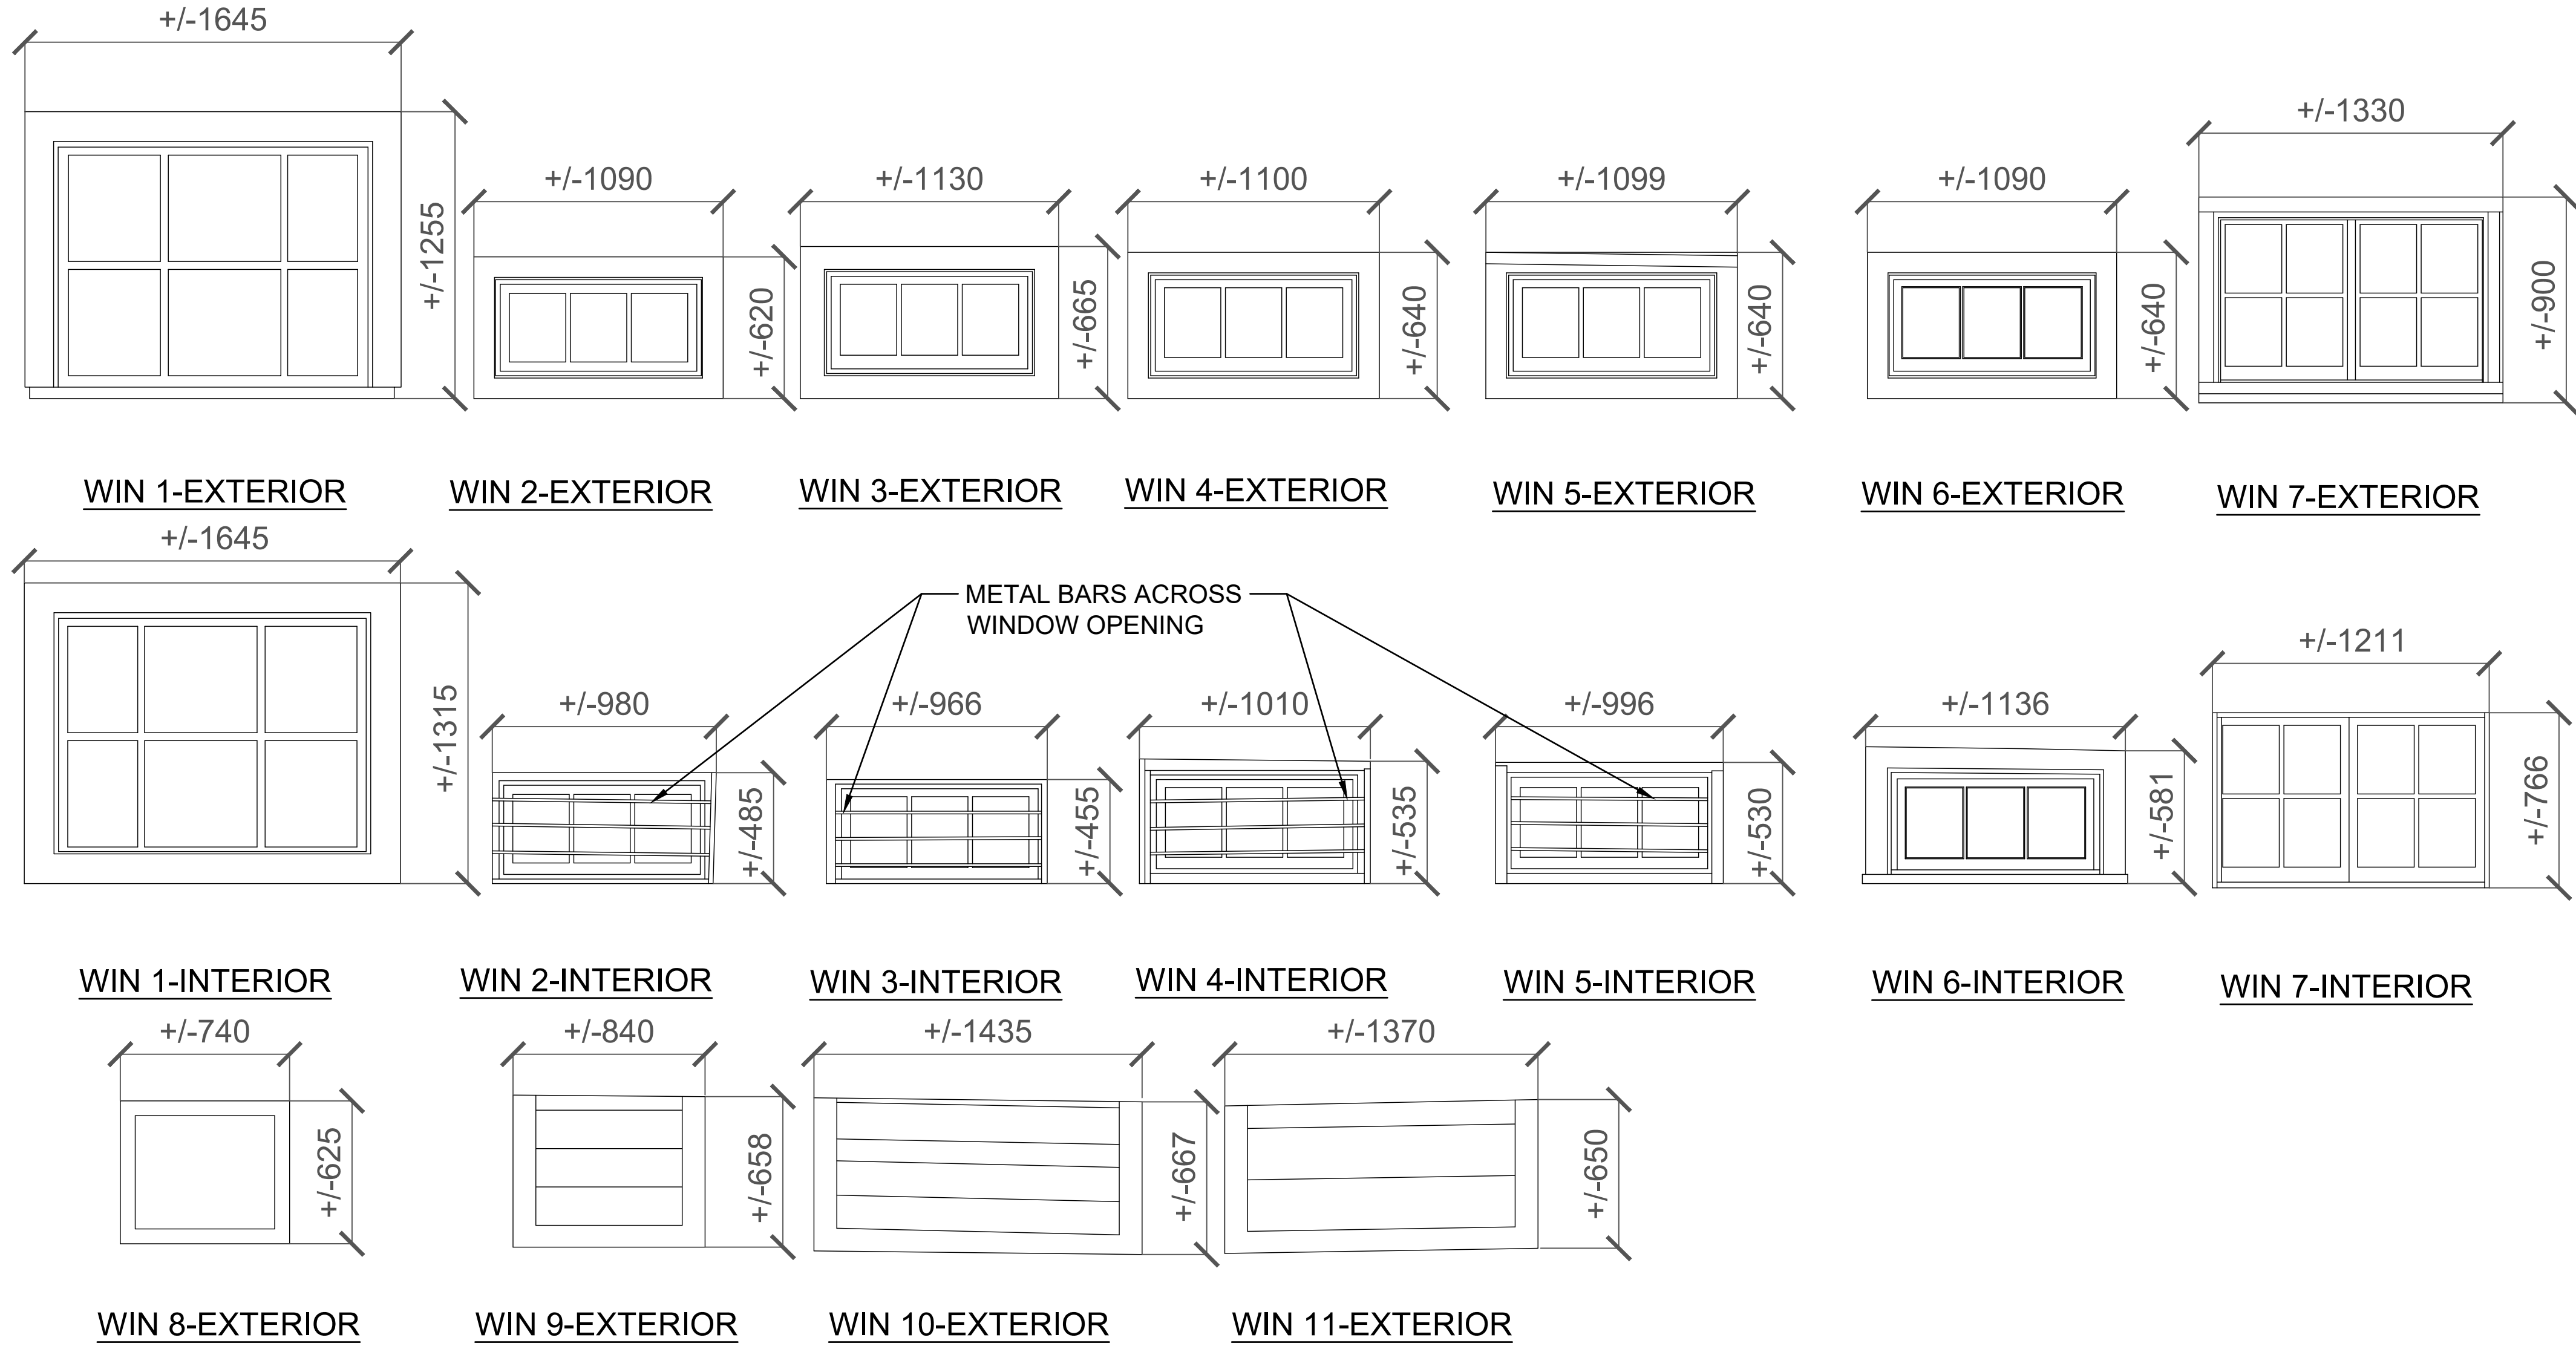 +/-1645
+/-1255
+/-1090
+/-620
+/-1130
+/-665
+/-1100
+/-640
+/-1099
+/-640
+/-1090
+/-640
+/-1330
+/-900
WIN 1-EXTERIOR
WIN 2-EXTERIOR
WIN 3-EXTERIOR
WIN 4-EXTERIOR
WIN 5-EXTERIOR
WIN 6-EXTERIOR
WIN 7-EXTERIOR
METAL BARS ACROSS
WINDOW OPENING
+/-1645
+/-1315
+/-980
+/-485
+/-966
+/-455
+/-1010
+/-535
+/-996
+/-530
+/-1136
+/-581
+/-1211
+/-766
WIN 1-INTERIOR
WIN 2-INTERIOR
WIN 3-INTERIOR
WIN 4-INTERIOR
WIN 5-INTERIOR
WIN 6-INTERIOR
WIN 7-INTERIOR
+/-740
+/-625
+/-840
+/-658
+/-1435
+/-667
+/-1370
+/-650
WIN 8-EXTERIOR
WIN 9-EXTERIOR
WIN 10-EXTERIOR
WIN 11-EXTERIOR